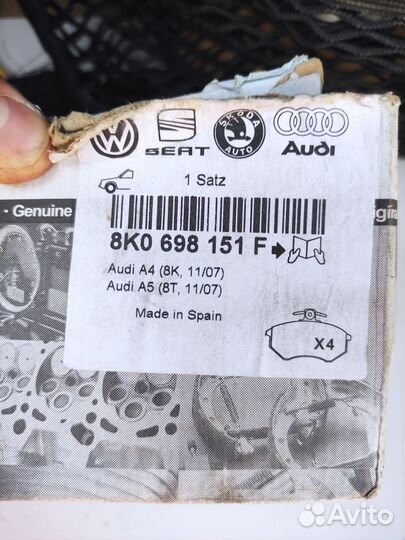 SEAT
ŠKODA
AUTO
Audi
1 Satz
· Genuine
8K0 698 151 F
Audi A4 (8K, 11/07)
Audi A5 (8T, 11/07)
Made in Spain
X4
Avito